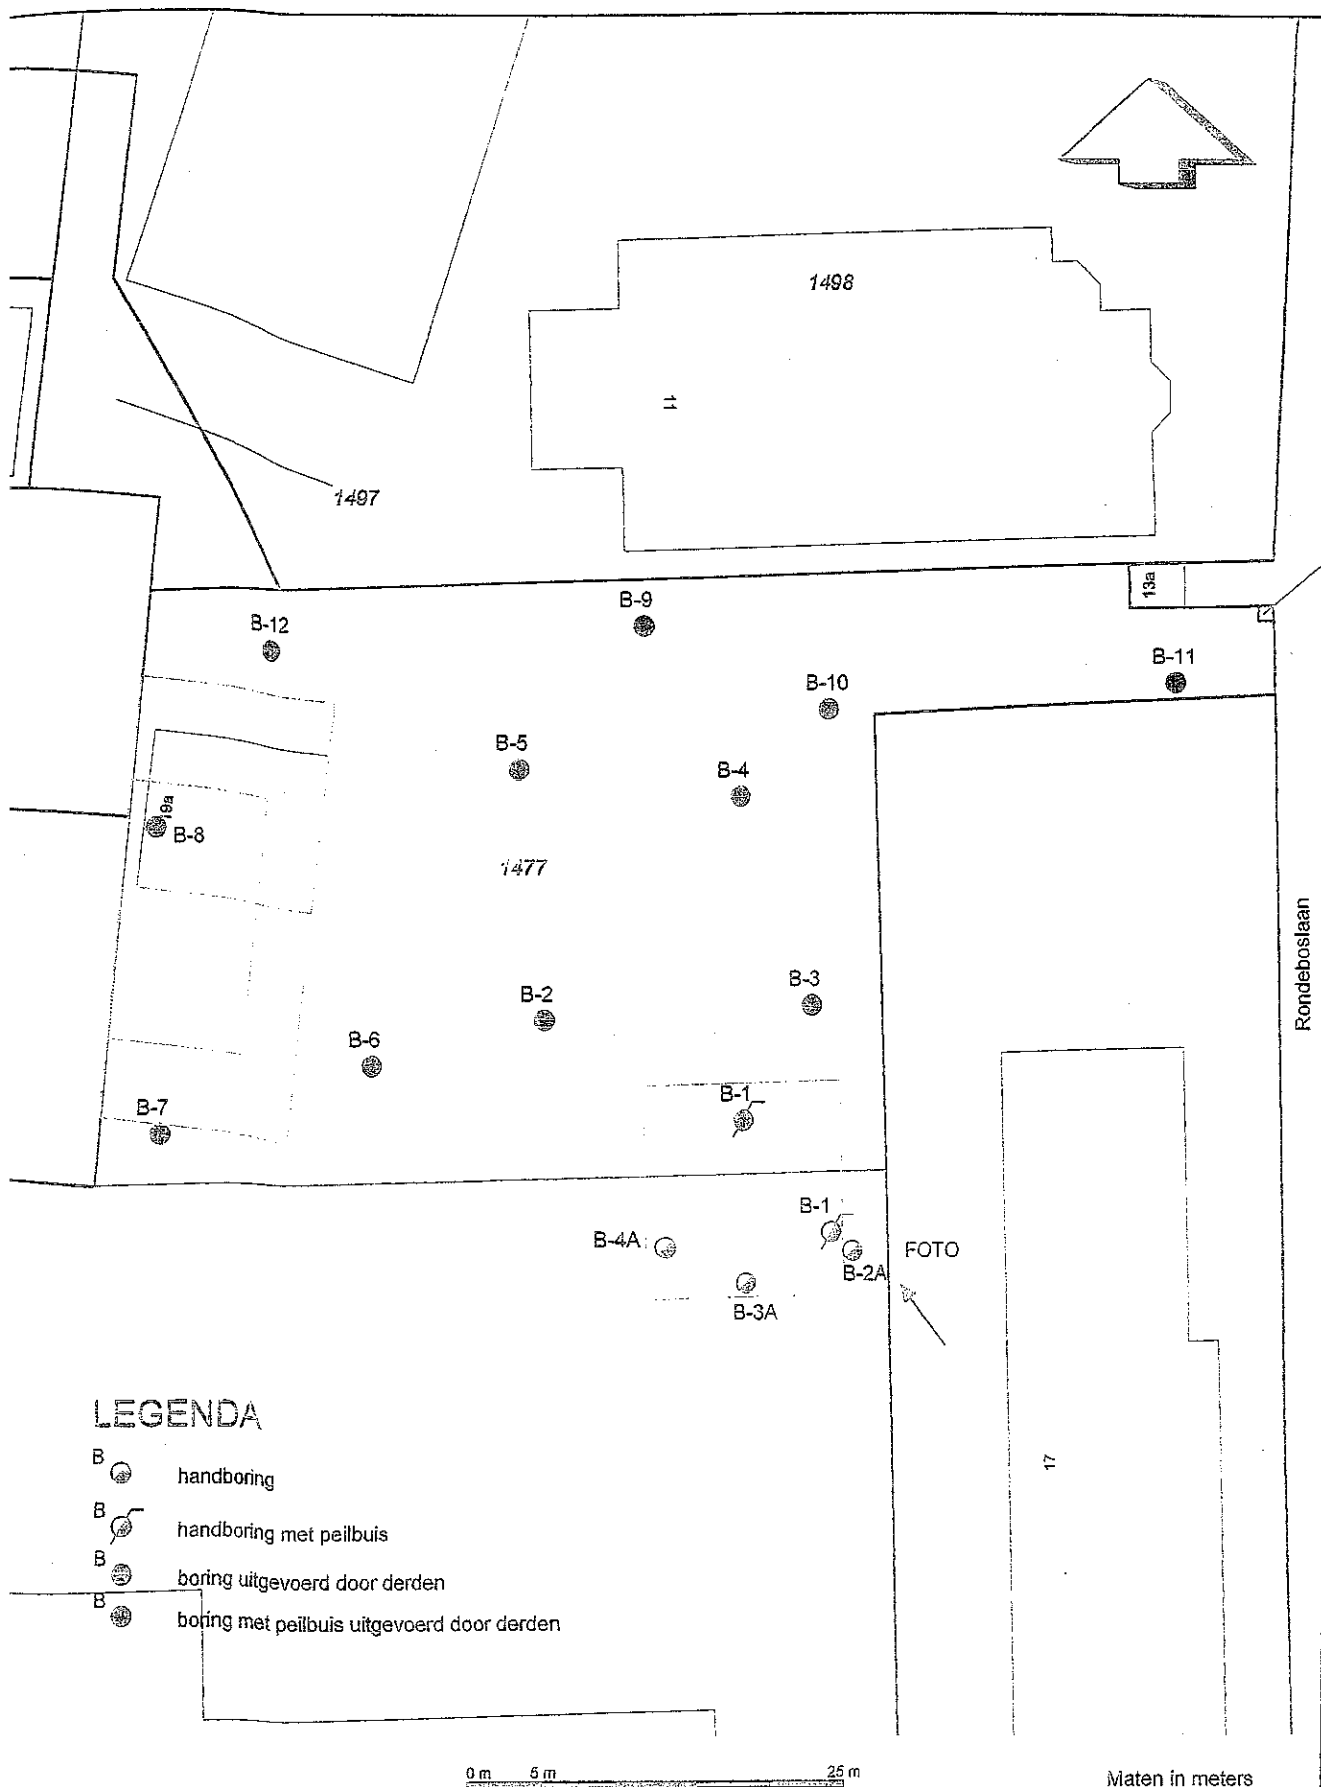 1498
11
1497
13a
B-9
B-12
B-11
B-10
B-5
B-4
19a
B-8
1477
Rondeboslaan
B-3
B-2
B-6
B-1
B-7
B-1
B-4A
FOTO
B-2A
B-3A
LEGENDA
B handboring
B handboring met peilbuis
B boring uitgevoerd door derden
B boring met peilbuis uitgevoerd door derden
17
0 m 5 m 25 m
Maten in meters